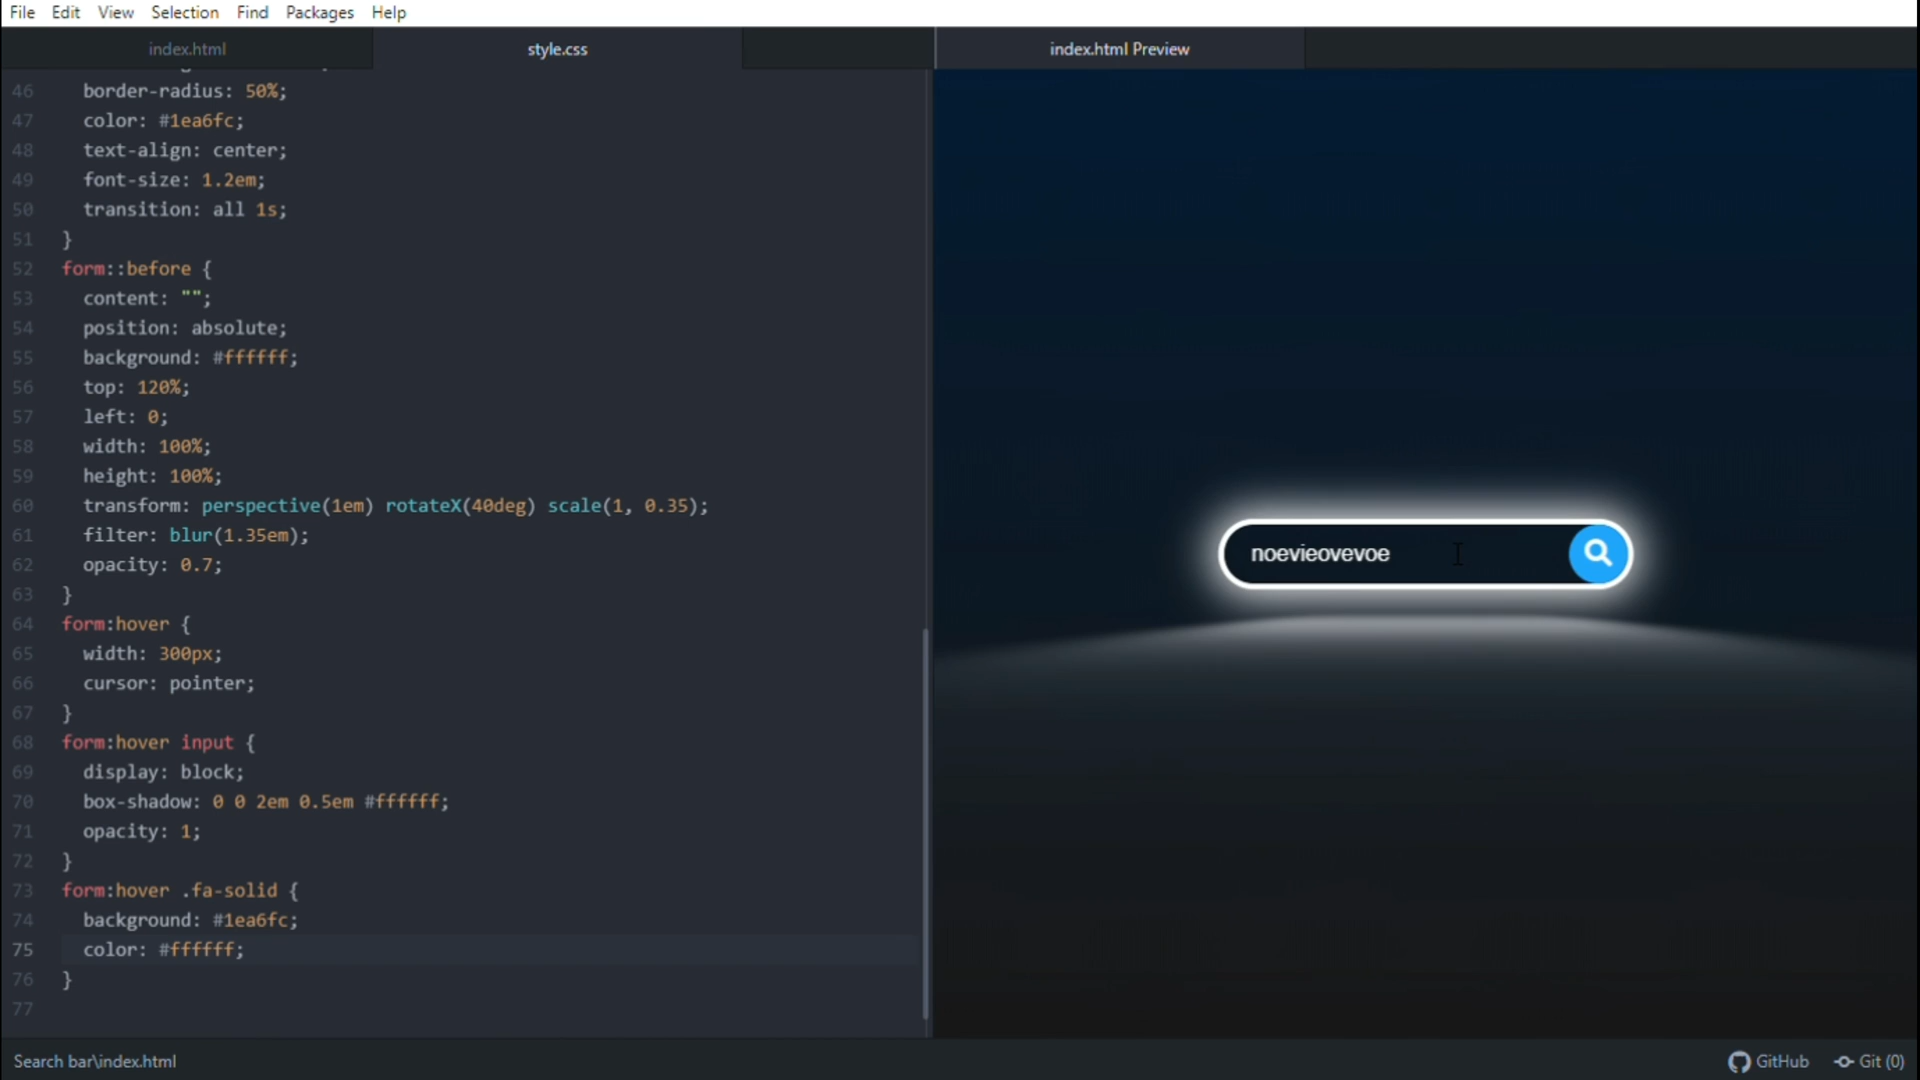 File Edit View Selection Find Packages Help
index.html style.css index.html Preview
46 border-radius: 50%;
47 color: #1ea6fc;
48 text-align: center;
49 font-size: 1.2em;
50 transition: all 1s;
51 }
52 form::before {
53 content: "";
54 position: absolute;
55 background: #ffffff;
56 top: 120%;
57 left: 0;
58 width: 100%;
59 height: 100%;
60 transform: perspective(1em) rotateX(40deg) scale(1, 0.35);
61 filter: blur(1.35em);
62 opacity: 0.7;
63 }
64 form:hover {
65 width: 300px;
66 cursor: pointer;
67 }
68 form:hover input {
69 display: block;
70 box-shadow: 0 0 2em 0.5em #ffffff;
71 opacity: 1;
72 }
73 form:hover .fa-solid {
74 background: #1ea6fc;
75 color: #ffffff;
76 }
77
noevieovevoe
Search bar\index.html GitHub Git (0)